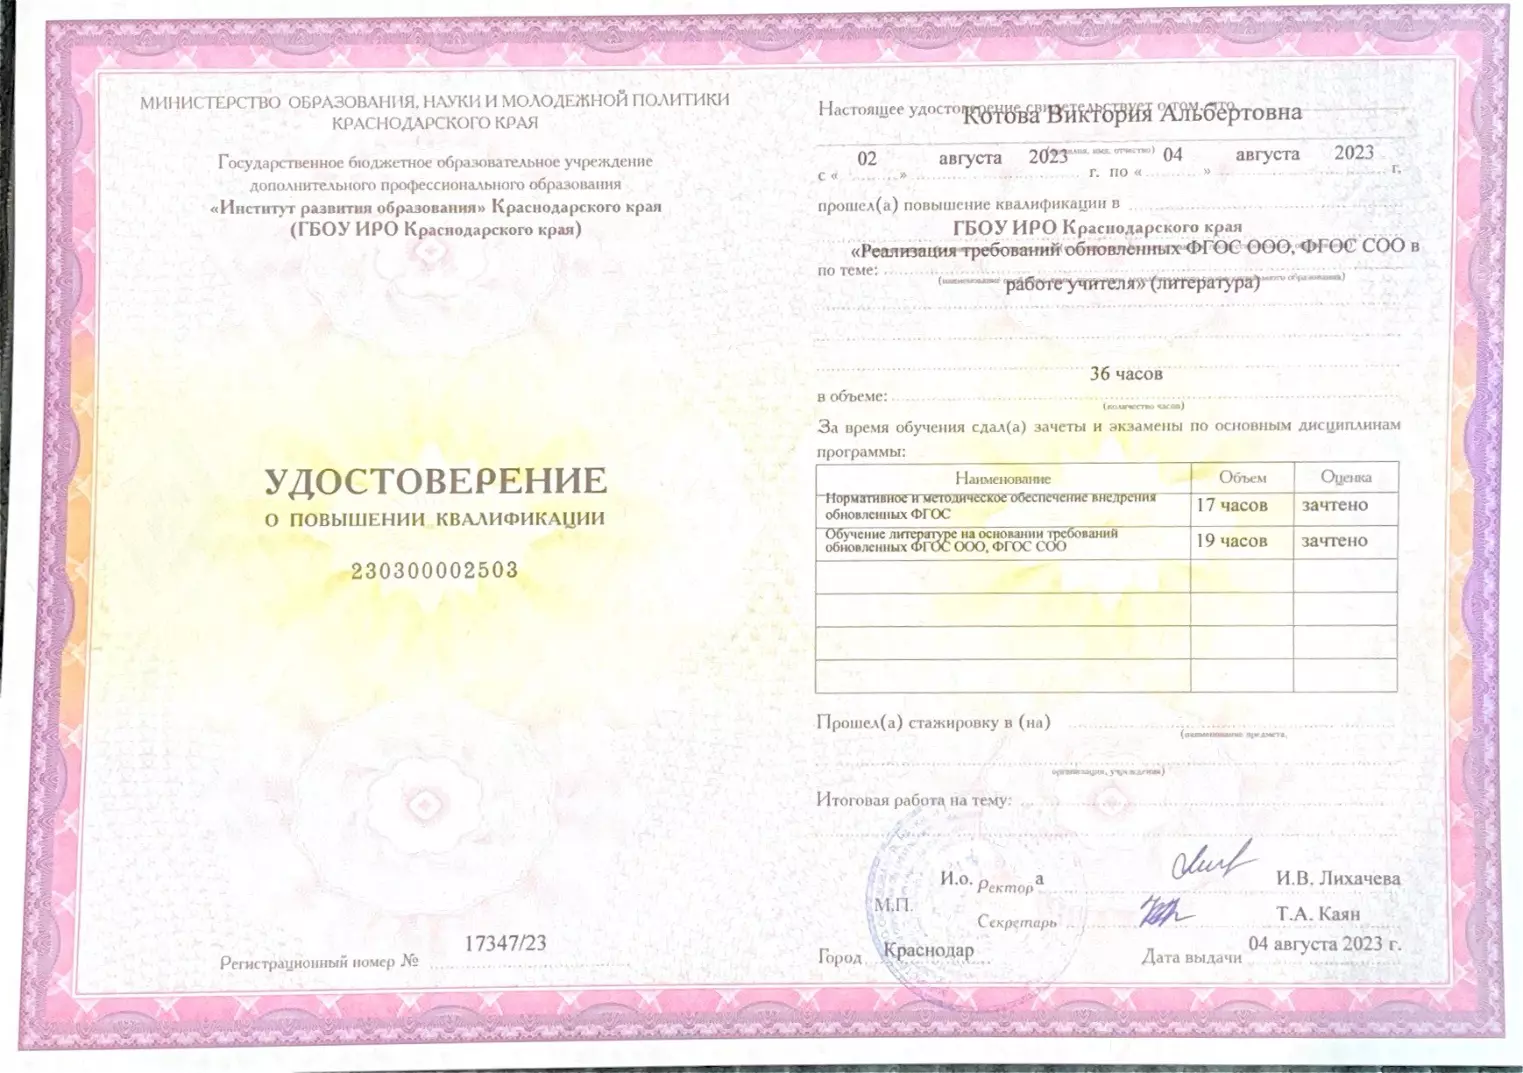 МИНИСТЕРСТВО ОБРАЗОВАНИЯ, НАУКИ И МОЛОДЕЖНОЙ ПОЛИТИКИ
КРАСНОДАРСКОГО КРАЯ
Государственное бюджетное образовательное учреждение
дополнительного профессионального образования
«Институт развития образования» Краснодарского края
(ГБОУ ИРО Краснодарского края)
УДОСТОВЕРЕНИЕ
О ПОВЫШЕНИИ КВАЛИФИКАЦИИ
230300002503
Регистрационный номер № 17347/23
Настоящее удостоверение свидетельствует о том, что
Котова Виктория Альбертовна
(фамилия, имя, отчество)
с « 02 » августа 2023 г. по « 04 » августа 2023 г.
прошел(а) повышение квалификации в
ГБОУ ИРО Краснодарского края
«Реализация требований обновленных ФГОС ООО, ФГОС СОО в
по теме:
работе учителя» (литература)
36 часов
в объеме:
(количество часов)
За время обучения сдал(а) зачеты и экзамены по основным дисциплинам
программы:
Наименование Объем Оценка
Нормативное и методическое обеспечение внедрения
обновленных ФГОС 17 часов зачтено
Обучение литературе на основании требований
обновленных ФГОС ООО, ФГОС СОО 19 часов зачтено
Прошел(а) стажировку в (на)
(наименование предмета,
организация, учреждения)
Итоговая работа на тему:
И.о. Ректор а И.В. Лихачева
М.П.
Секретарь Т.А. Каян
Город Краснодар Дата выдачи 04 августа 2023 г.